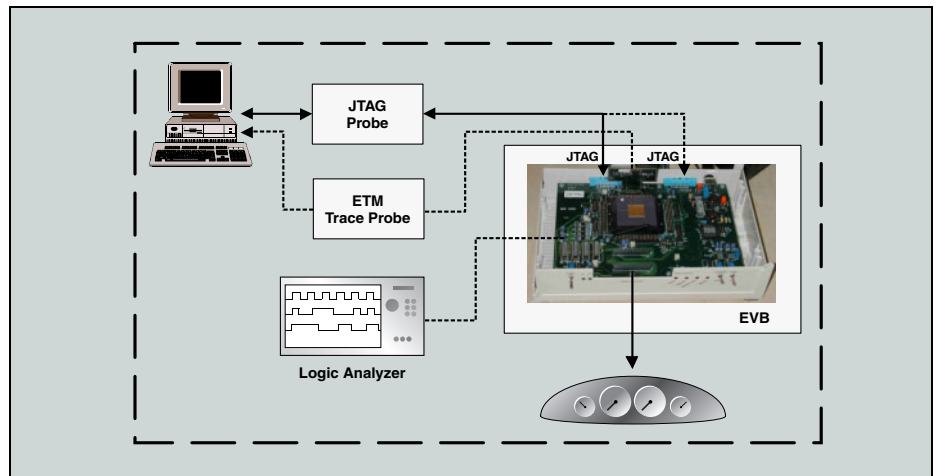 JTAG
Probe
JTAG JTAG
ETM
Trace Probe
EVB
Logic Analyzer